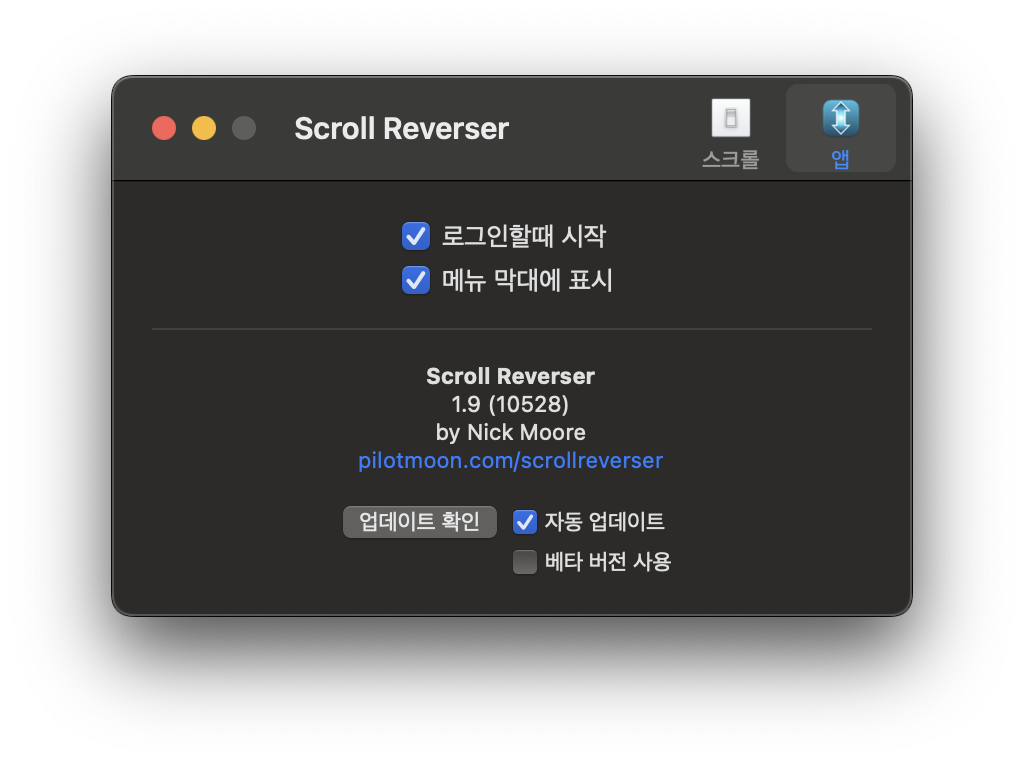 Scroll Reverser
스크롤
앱
로그인할때 시작
메뉴 막대에 표시
Scroll Reverser
1.9 (10528)
by Nick Moore
pilotmoon.com/scrollreverser
업데이트 확인
자동 업데이트
베타 버전 사용